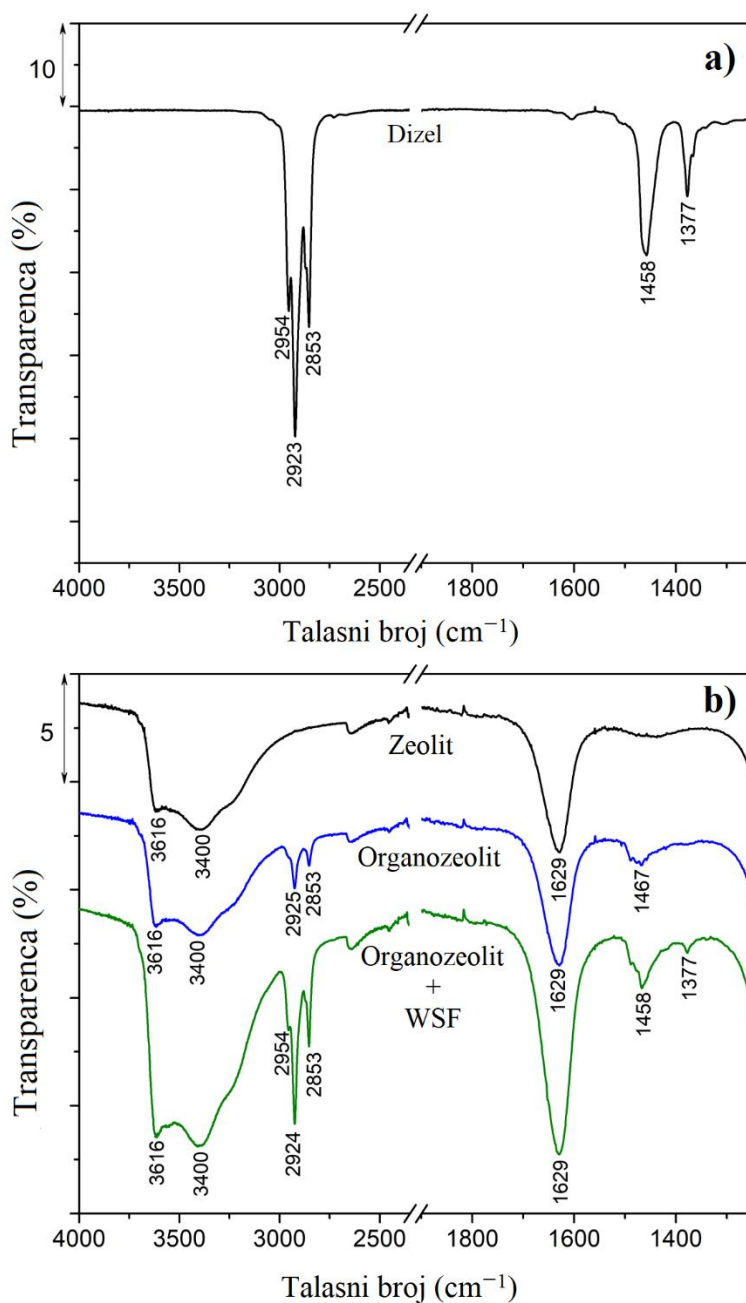 a)
10
Dizel
Transparenca (%)
2954
2923
2853
1458
1377
4000 3500 3000 2500 1800 1600 1400
Talasni broj (cm⁻¹)
b)
5
Zeolit
3616
3400
1629
Organozeolit
3616
3400
2925
2853
1629
1467
Organozeolit
+
WSF
Transparenca (%)
3616
3400
2954
2924
2853
1629
1458
1377
4000 3500 3000 2500 1800 1600 1400
Talasni broj (cm⁻¹)